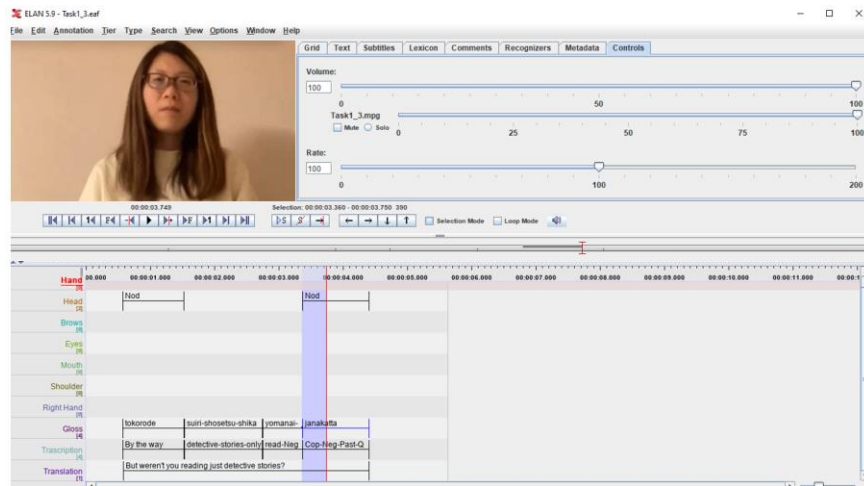 ELAN 5.9 - Task1_3.eaf
File Edit Annotation Tier Type Search View Options Window Help
Grid Text Subtitles Lexicon Comments Recognizers Metadata Controls
Volume:
100
0 50 100
Task1_3.mpg
Mute Solo 0 25 50 75 100
Rate:
100
0 100 200
00:00:03.749 Selection: 00:00:03.360 - 00:00:03.750 390
Selection Mode Loop Mode
00.000 00:00:01.000 00:00:02.000 00:00:03.000 00:00:04.000 00:00:05.000 00:00:06.000 00:00:07.000 00:00:08.000 00:00:09.000 00:00:10.000 00:00:11.000 00:00:1
Hand
Head Nod Nod
Brows
Eyes
Mouth
Shoulder
Right Hand
Gloss tokorode suiri-shosetsu-shika yomanai- janakatta
Trascription By the way detective-stories-only read-Neg Cop-Neg-Past-Q
Translation But weren't you reading just detective stories?